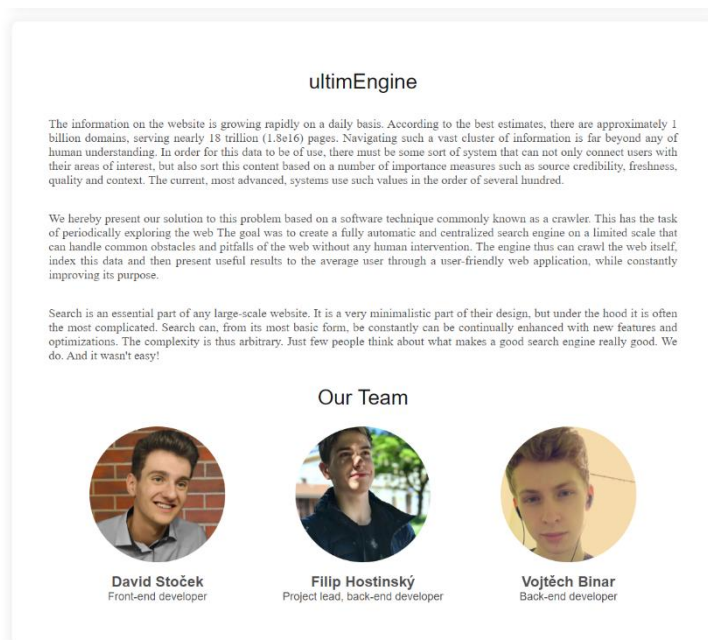 ultimEngine
The information on the website is growing rapidly on a daily basis. According to the best estimates, there are approximately 1
billion domains, serving nearly 18 trillion (1.8e16) pages. Navigating such a vast cluster of information is far beyond any of
human understanding. In order for this data to be of use, there must be some sort of system that can not only connect users with
their areas of interest, but also sort this content based on a number of importance measures such as source credibility, freshness,
quality and context. The current, most advanced, systems use such values in the order of several hundred.
We hereby present our solution to this problem based on a software technique commonly known as a crawler. This has the task
of periodically exploring the web The goal was to create a fully automatic and centralized search engine on a limited scale that
can handle common obstacles and pitfalls of the web without any human intervention. The engine thus can crawl the web itself,
index this data and then present useful results to the average user through a user-friendly web application, while constantly
improving its purpose.
Search is an essential part of any large-scale website. It is a very minimalistic part of their design, but under the hood it is often
the most complicated. Search can, from its most basic form, be constantly can be continually enhanced with new features and
optimizations. The complexity is thus arbitrary. Just few people think about what makes a good search engine really good. We
do. And it wasn't easy!
Our Team
David Stoček
Front-end developer
Filip Hostinský
Project lead, back-end developer
Vojtěch Binar
Back-end developer